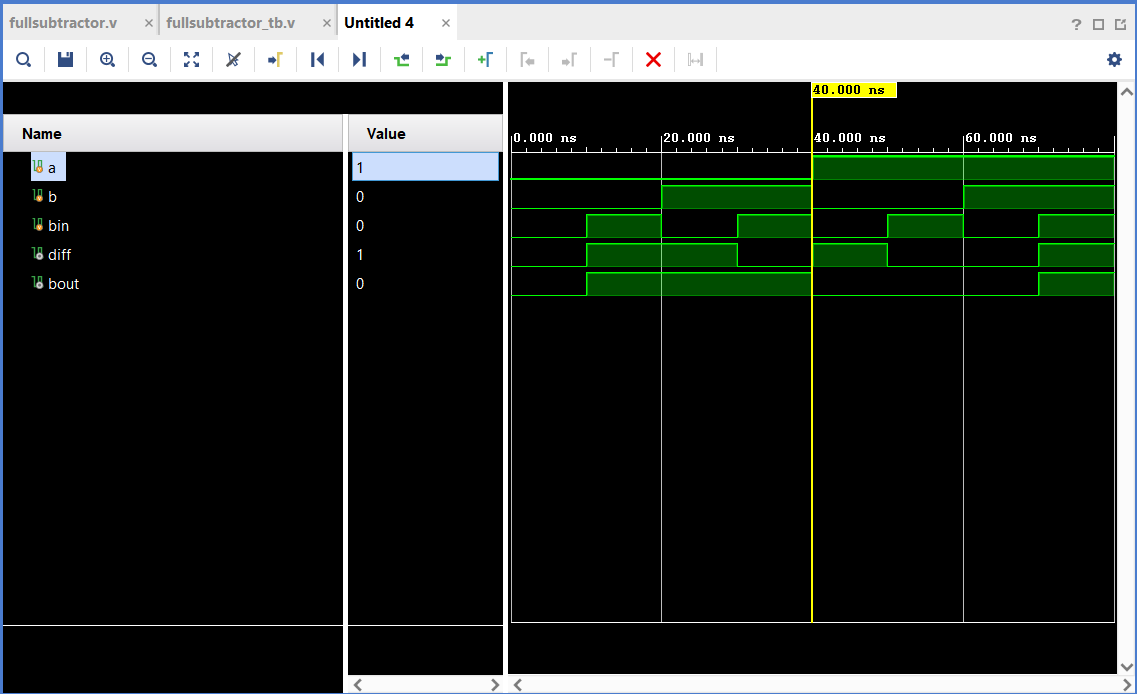 fullsubtractor.v × fullsubtractor_tb.v × Untitled 4 ×
?
40.000 ns
Name Value
0.000 ns 20.000 ns 40.000 ns 60.000 ns
a 1
b 0
bin 0
diff 1
bout 0